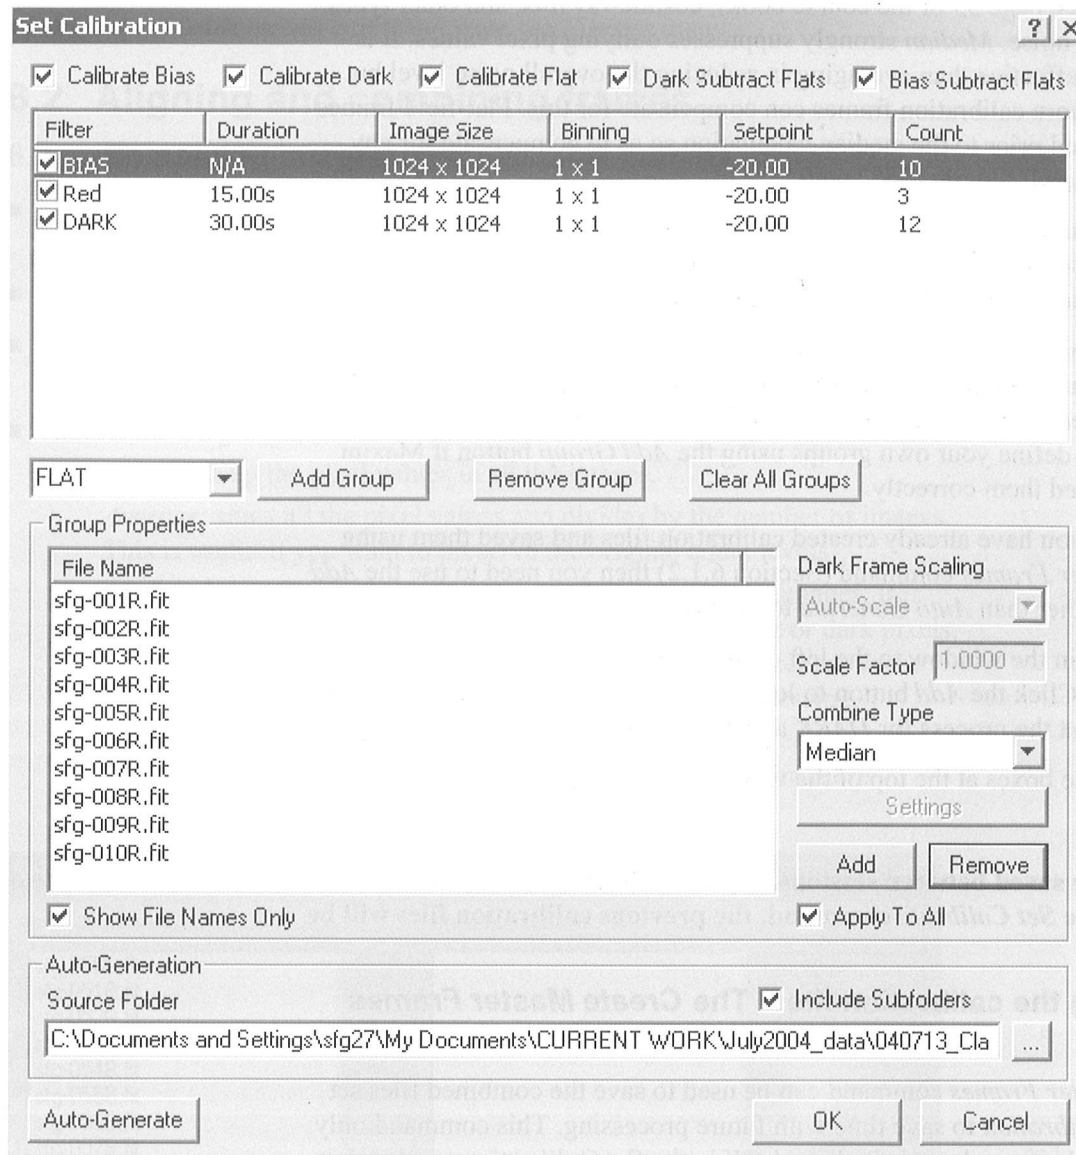 Set Calibration
Calibrate Bias Calibrate Dark Calibrate Flat Dark Subtract Flats Bias Subtract Flats
Filter Duration Image Size Binning Setpoint Count
BIAS N/A 1024 x 1024 1 x 1 -20.00 10
Red 15.00s 1024 x 1024 1 x 1 -20.00 3
DARK 30.00s 1024 x 1024 1 x 1 -20.00 12
FLAT Add Group Remove Group Clear All Groups
Group Properties
File Name
sfg-001R.fit
sfg-002R.fit
sfg-003R.fit
sfg-004R.fit
sfg-005R.fit
sfg-006R.fit
sfg-007R.fit
sfg-008R.fit
sfg-009R.fit
sfg-010R.fit
Dark Frame Scaling
Auto-Scale
Scale Factor 1.0000
Combine Type
Median
Settings
Add Remove
Show File Names Only Apply To All
Auto-Generation
Source Folder Include Subfolders
C:\Documents and Settings\sfg27\My Documents\CURRENT WORK\July2004_data\040713_Cla ...
Auto-Generate OK Cancel